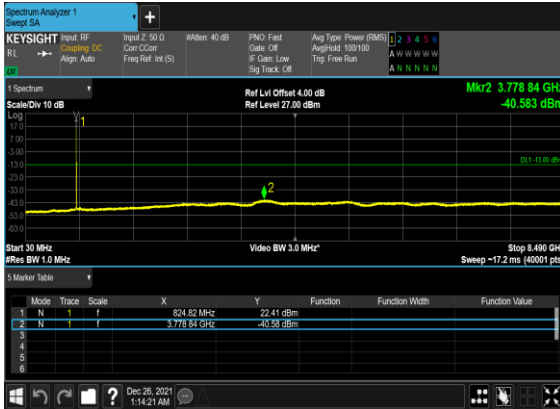 Spectrum Analyzer 1
Swept SA
+
KEYSIGHT Input: RF Input Z: 50 Ω #Atten: 40 dB PNO: Fast Avg Type: Power (RMS) 1 2 3 4 5 6
RL Coupling: DC Corr CCorr Gate: Off Avg|Hold: 100/100 A W W W W W
Align: Auto Freq Ref: Int (S) IF Gain: Low Trig: Free Run
Sig Track: Off A N N N N N
1 Spectrum
Ref Lvl Offset 4.00 dB Mkr2 3.778 84 GHz
Scale/Div 10 dB Ref Level 27.00 dBm -40.583 dBm
Log
17.0
7.00
-3.00
-13.0
-23.0
-33.0
-43.0
-53.0
-63.0
1
DL1 -13.00 dBm
2
Start 30 MHz Video BW 3.0 MHz* Stop 8.490 GHz
#Res BW 1.0 MHz Sweep ~17.2 ms (40001 pts)
5 Marker Table
Mode Trace Scale X Y Function Function Width Function Value
1 N 1 f 824.82 MHz 22.41 dBm
2 N 1 f 3.778 84 GHz -40.58 dBm
3
4
5
6
? Dec 26, 2021
1:14:21 AM